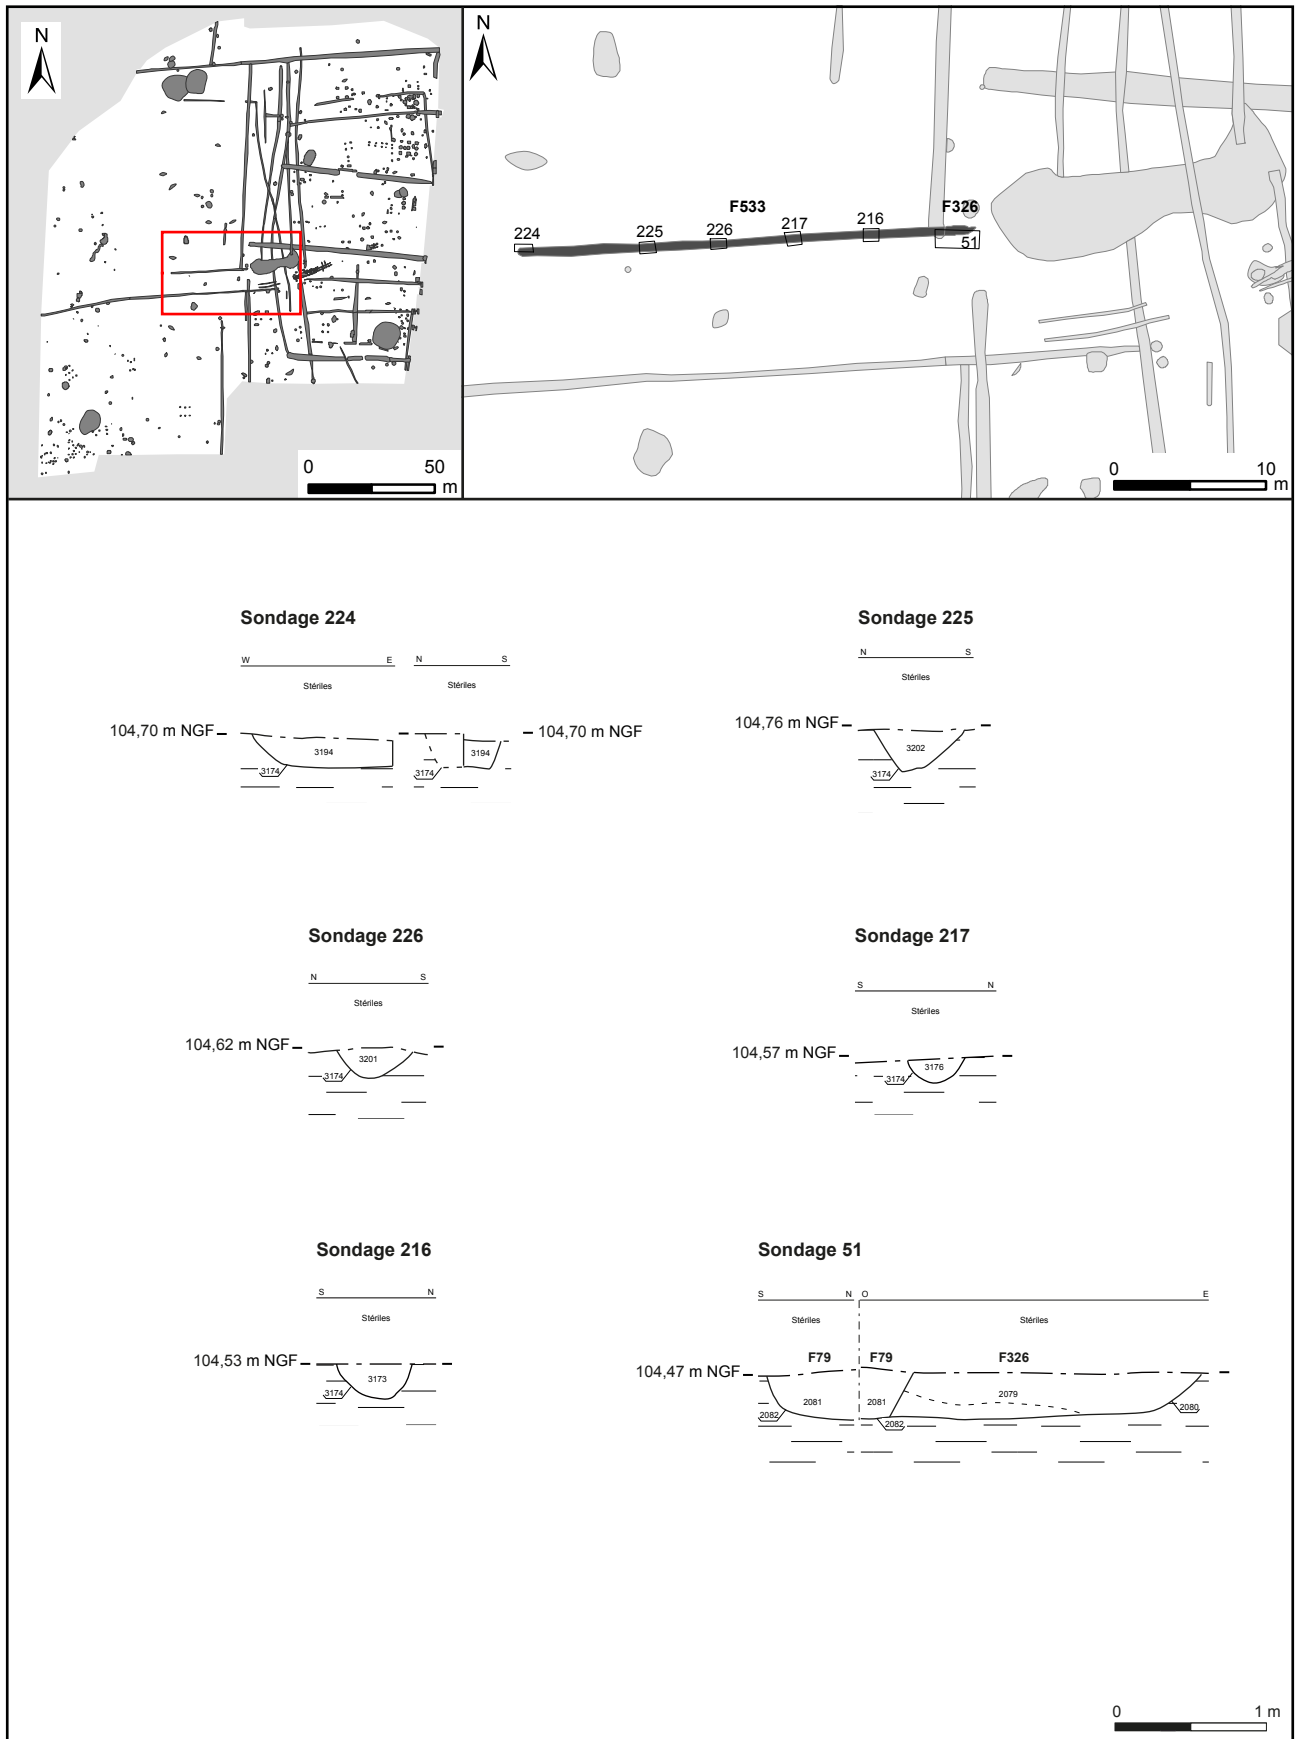 N
0 50
m
N
F533
F326
224
225
226
217
216
51
0 10
m
Sondage 224
W E N S
Stériles Stériles
104,70 m NGF
104,70 m NGF
3194
3194
3174
3174
Sondage 225
N S
Stériles
104,76 m NGF
3202
3174
Sondage 226
N S
Stériles
104,62 m NGF
3201
3174
Sondage 217
S N
Stériles
104,57 m NGF
3176
3174
Sondage 216
S N
Stériles
104,53 m NGF
3173
3174
Sondage 51
S N O E
Stériles Stériles
F79 F79 F326
104,47 m NGF
2081 2081 2079
2082 2082 2080
0 1 m